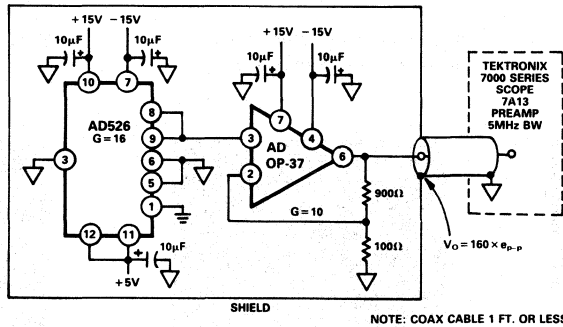 +15V -15V
10µF
10µF
+15V -15V
10µF
10µF
TEKTRONIX
7000 SERIES
SCOPE
7A13
PREAMP
5MHz BW
10
7
8
AD526
G=16
9
3
6
5
1
12
11
10µF
+5V
7
4
3
AD
OP-37
6
2
G=10
900Ω
100Ω
V₀=160×e p-p
SHIELD
NOTE: COAX CABLE 1 FT. OR LESS